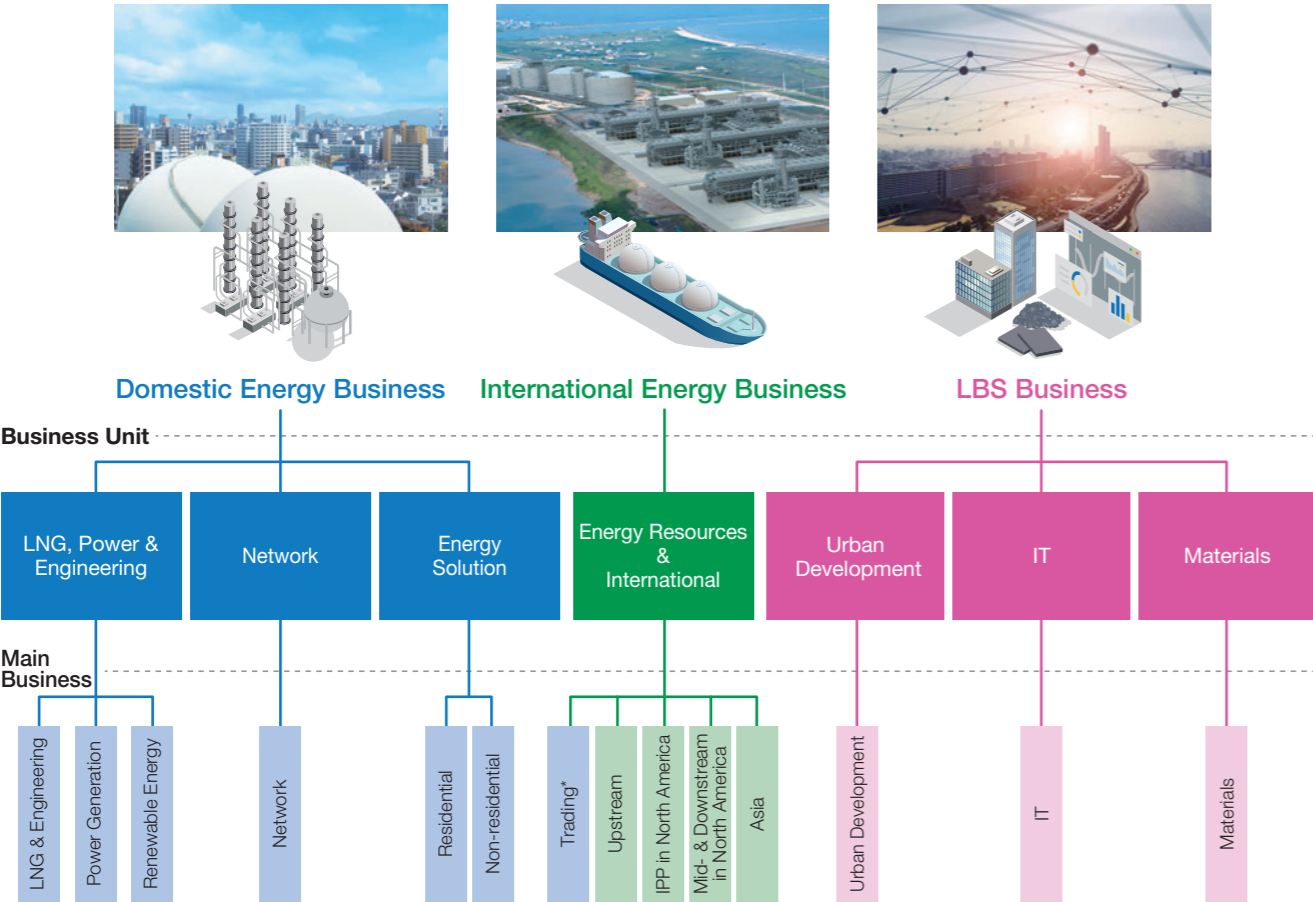 Domestic Energy Business
International Energy Business
LBS Business
Business Unit
LNG, Power &
Engineering
Network
Energy
Solution
Energy Resources
&
International
Urban
Development
IT
Materials
Main
Business
LNG & Engineering
Power Generation
Renewable Energy
Network
Residential
Non-residential
Trading*
Upstream
IPP in North America
Mid- & Downstream
in North America
Asia
Urban Development
IT
Materials